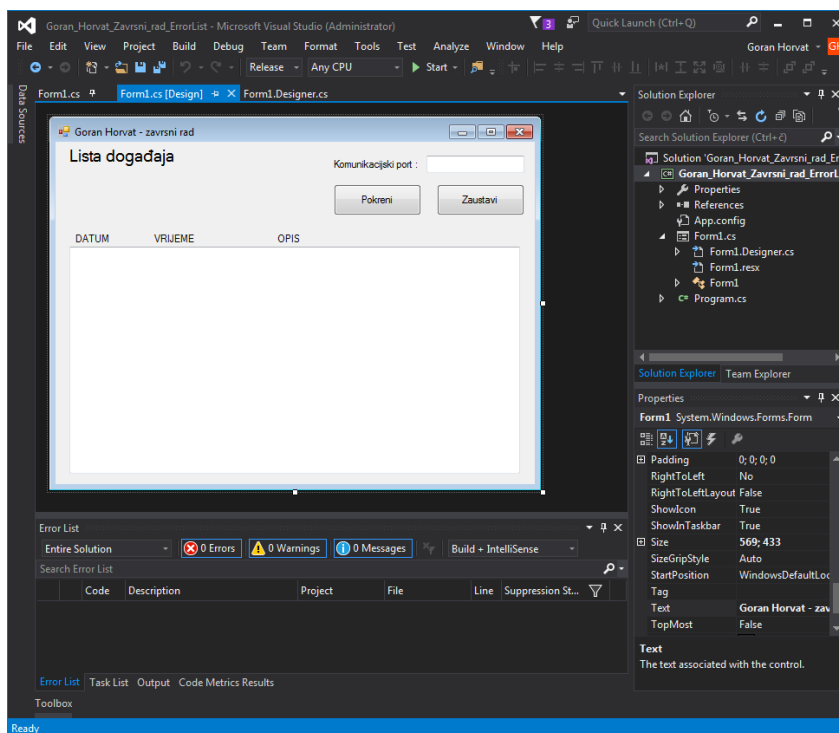 Goran_Horvat_Zavrsni_rad_ErrorList - Microsoft Visual Studio (Administrator) 3 Quick Launch (Ctrl+Q)
File Edit View Project Build Debug Team Format Tools Test Analyze Window Help Goran Horvat
Release Any CPU Start
Data Sources
Form1.cs Form1.cs [Design] Form1.Designer.cs
Goran Horvat - zavrsni rad
Lista događaja
Komunikacijski port :
Pokreni Zaustavi
DATUM VRIJEME OPIS
Error List
Entire Solution 0 Errors 0 Warnings 0 Messages Build + IntelliSense
Search Error List
Code Description Project File Line Suppression St...
Error List Task List Output Code Metrics Results
Toolbox
Ready
Solution Explorer
Search Solution Explorer (Ctrl+č)
Solution 'Goran_Horvat_Zavrsni_rad_Er
Goran_Horvat_Zavrsni_rad_ErrorL
Properties
References
App.config
Form1.cs
Form1.Designer.cs
Form1.resx
Form1
Program.cs
Solution Explorer Team Explorer
Properties
Form1 System.Windows.Forms.Form
Padding 0; 0; 0; 0
RightToLeft No
RightToLeftLayout False
ShowIcon True
ShowInTaskbar True
Size 569; 433
SizeGripStyle Auto
StartPosition WindowsDefaultLoc
Tag
Text Goran Horvat - zav
TopMost False
Text
The text associated with the control.